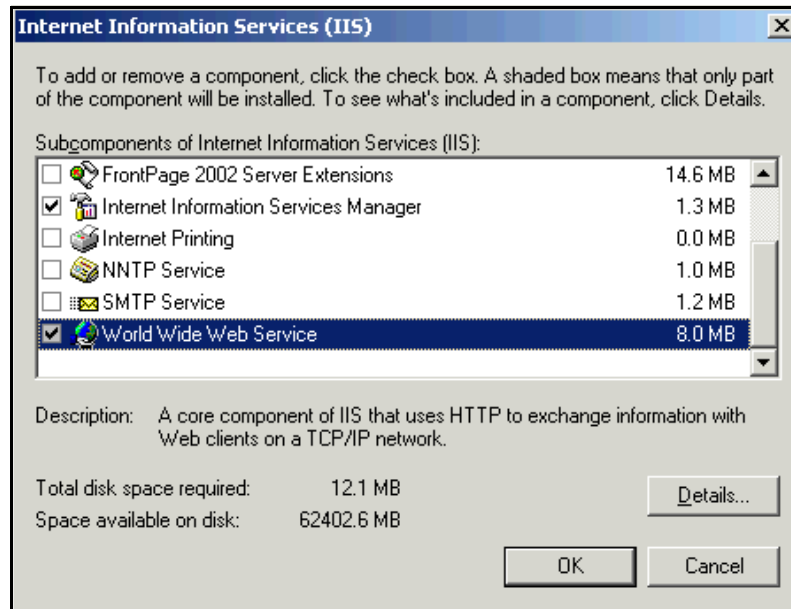 Internet Information Services (IIS)
To add or remove a component, click the check box. A shaded box means that only part
of the component will be installed. To see what's included in a component, click Details.
Subcomponents of Internet Information Services (IIS):
FrontPage 2002 Server Extensions 14.6 MB
Internet Information Services Manager 1.3 MB
Internet Printing 0.0 MB
NNTP Service 1.0 MB
SMTP Service 1.2 MB
World Wide Web Service 8.0 MB
Description: A core component of IIS that uses HTTP to exchange information with
Web clients on a TCP/IP network.
Total disk space required: 12.1 MB
Space available on disk: 62402.6 MB
Details...
OK Cancel